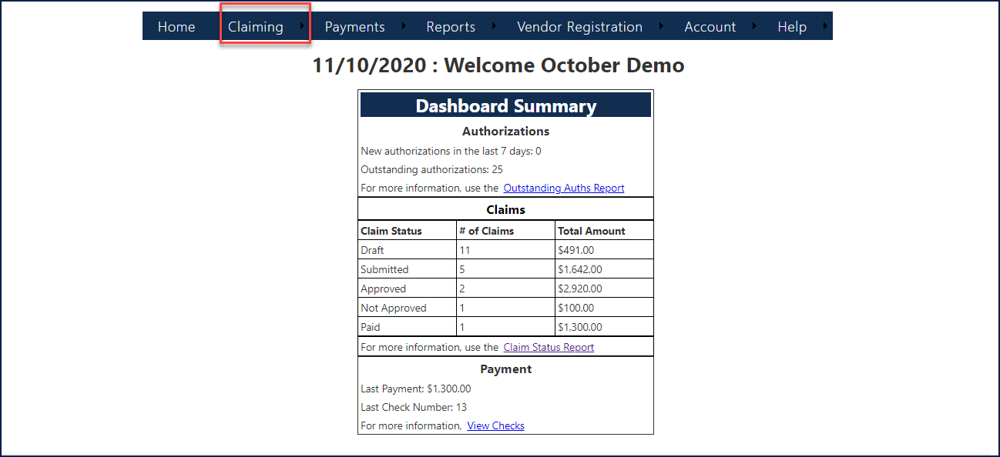 Home Claiming Payments Reports Vendor Registration Account Help
11/10/2020 : Welcome October Demo
Dashboard Summary
Authorizations
New authorizations in the last 7 days: 0
Outstanding authorizations: 25
For more information, use the Outstanding Auths Report
Claims
Claim Status # of Claims Total Amount
Draft 11 $491.00
Submitted 5 $1,642.00
Approved 2 $2,920.00
Not Approved 1 $100.00
Paid 1 $1,300.00
For more information, use the Claim Status Report
Payment
Last Payment: $1,300.00
Last Check Number: 13
For more information, View Checks